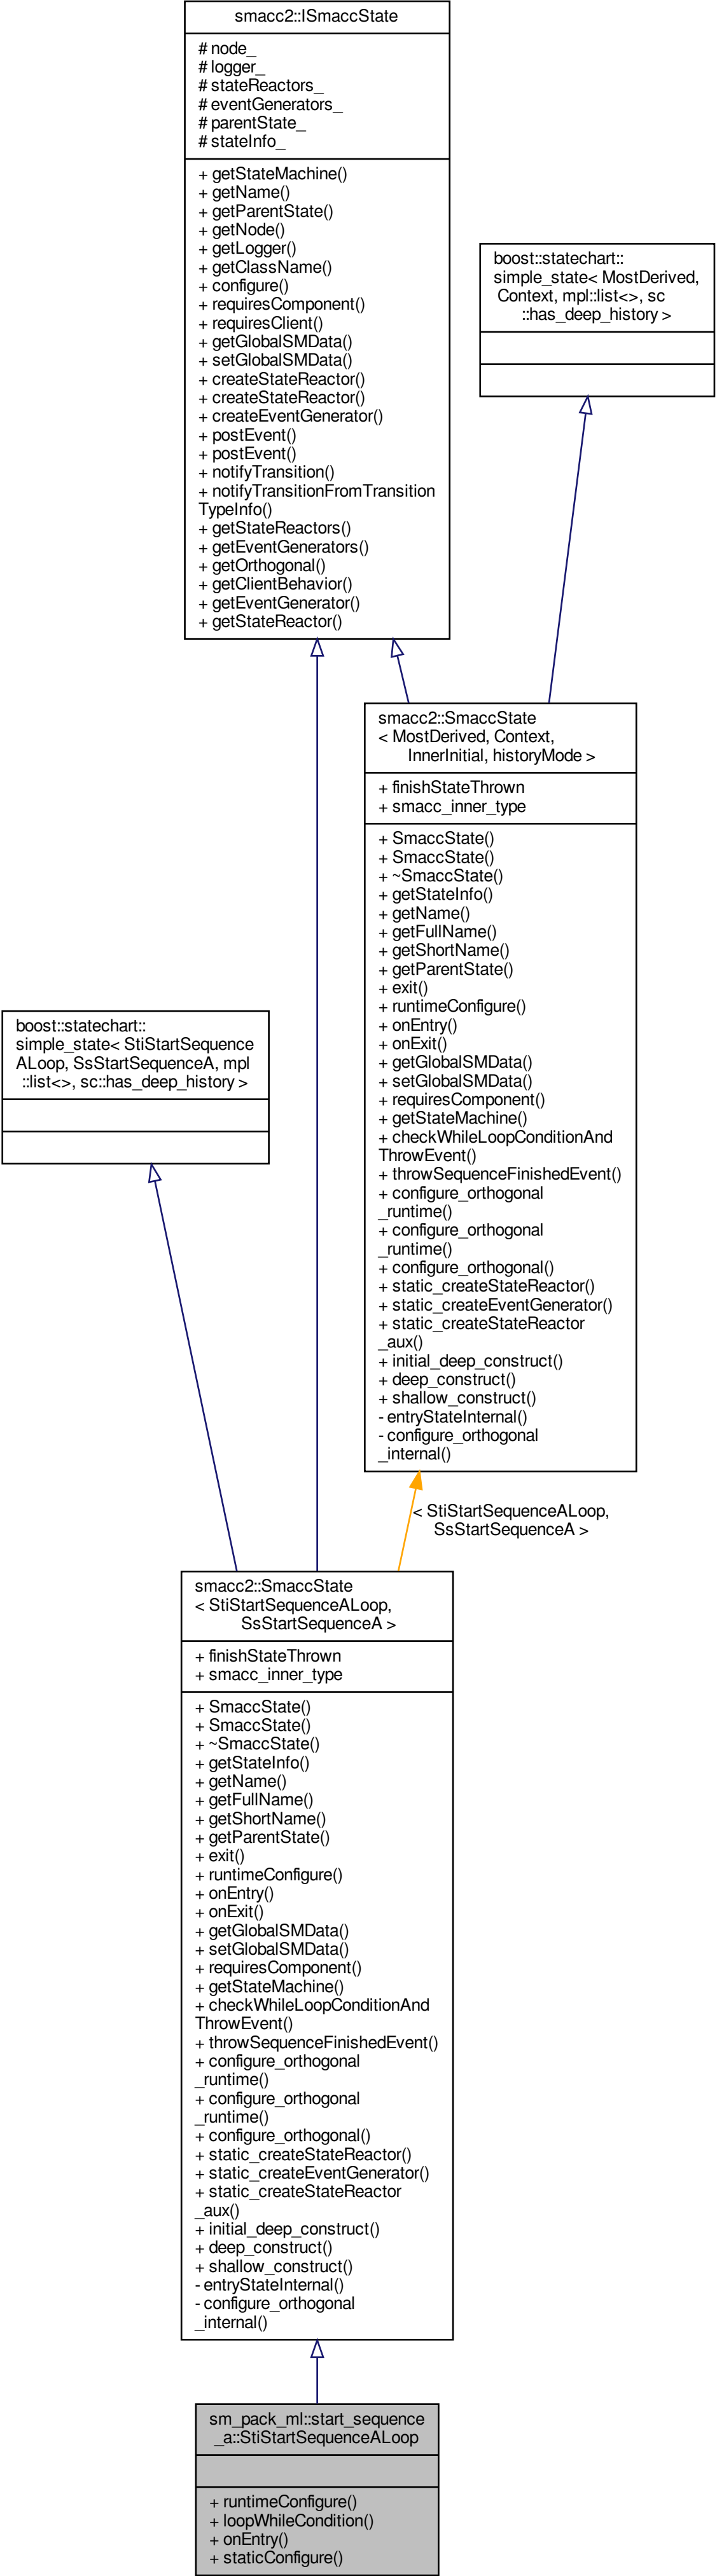 smacc2::ISmaccState
# node_
# logger_
# stateReactors_
# eventGenerators_
# parentState_
# stateInfo_
+ getStateMachine()
+ getName()
+ getParentState()
+ getNode()
+ getLogger()
+ getClassName()
+ configure()
+ requiresComponent()
+ requiresClient()
+ getGlobalSMData()
+ setGlobalSMData()
+ createStateReactor()
+ createStateReactor()
+ createEventGenerator()
+ postEvent()
+ postEvent()
+ notifyTransition()
+ notifyTransitionFromTransition
TypeInfo()
+ getStateReactors()
+ getEventGenerators()
+ getOrthogonal()
+ getClientBehavior()
+ getEventGenerator()
+ getStateReactor()
boost::statechart::
simple_state< MostDerived,
Context, mpl::list<>, sc
::has_deep_history >
smacc2::SmaccState
< MostDerived, Context,
InnerInitial, historyMode >
+ finishStateThrown
+ smacc_inner_type
+ SmaccState()
+ SmaccState()
+ ~SmaccState()
+ getStateInfo()
+ getName()
+ getFullName()
+ getShortName()
+ getParentState()
+ exit()
+ runtimeConfigure()
+ onEntry()
+ onExit()
+ getGlobalSMData()
+ setGlobalSMData()
+ requiresComponent()
+ getStateMachine()
+ checkWhileLoopConditionAnd
ThrowEvent()
+ throwSequenceFinishedEvent()
+ configure_orthogonal
_runtime()
+ configure_orthogonal
_runtime()
+ configure_orthogonal()
+ static_createStateReactor()
+ static_createEventGenerator()
+ static_createStateReactor
_aux()
+ initial_deep_construct()
+ deep_construct()
+ shallow_construct()
- entryStateInternal()
- configure_orthogonal
_internal()
boost::statechart::
simple_state< StiStartSequence
ALoop, SsStartSequenceA, mpl
::list<>, sc::has_deep_history >
< StiStartSequenceALoop,
SsStartSequenceA >
smacc2::SmaccState
< StiStartSequenceALoop,
SsStartSequenceA >
+ finishStateThrown
+ smacc_inner_type
+ SmaccState()
+ SmaccState()
+ ~SmaccState()
+ getStateInfo()
+ getName()
+ getFullName()
+ getShortName()
+ getParentState()
+ exit()
+ runtimeConfigure()
+ onEntry()
+ onExit()
+ getGlobalSMData()
+ setGlobalSMData()
+ requiresComponent()
+ getStateMachine()
+ checkWhileLoopConditionAnd
ThrowEvent()
+ throwSequenceFinishedEvent()
+ configure_orthogonal
_runtime()
+ configure_orthogonal
_runtime()
+ configure_orthogonal()
+ static_createStateReactor()
+ static_createEventGenerator()
+ static_createStateReactor
_aux()
+ initial_deep_construct()
+ deep_construct()
+ shallow_construct()
- entryStateInternal()
- configure_orthogonal
_internal()
sm_pack_ml::start_sequence
_a::StiStartSequenceALoop
+ runtimeConfigure()
+ loopWhileCondition()
+ onEntry()
+ staticConfigure()